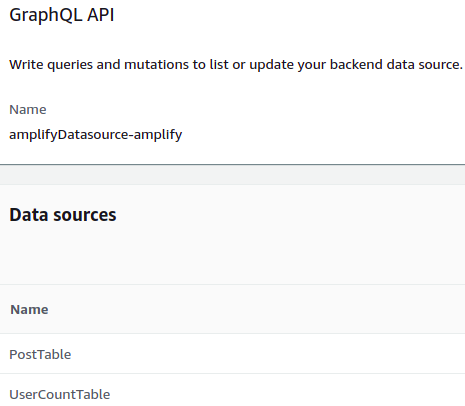 GraphQL API
Write queries and mutations to list or update your backend data source.
Name
amplifyDatasource-amplify
Data sources
Name
PostTable
UserCountTable